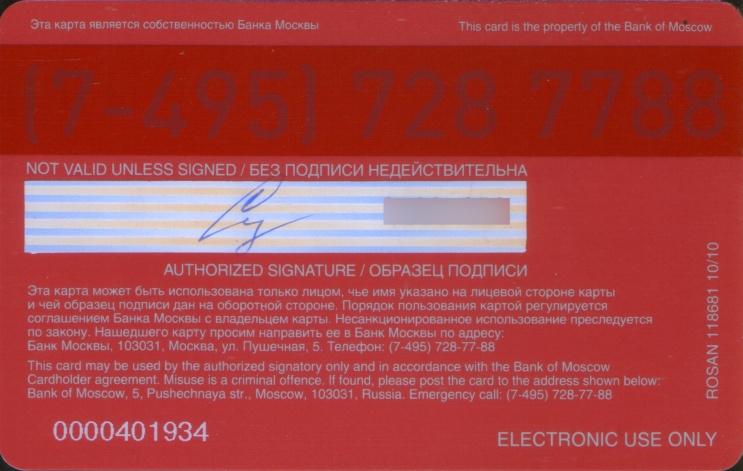 Эта карта является собственностью Банка Москвы
This card is the property of the Bank of Moscow
(7-495) 728 7788
NOT VALID UNLESS SIGNED / БЕЗ ПОДПИСИ НЕДЕЙСТВИТЕЛЬНА
AUTHORIZED SIGNATURE / ОБРАЗЕЦ ПОДПИСИ
Эта карта может быть использована только лицом, чье имя указано на лицевой стороне карты
и чей образец подписи дан на оборотной стороне. Порядок пользования картой регулируется
соглашением Банка Москвы с владельцем карты. Несанкционированное использование преследуется
по закону. Нашедшего карту просим направить ее в Банк Москвы по адресу:
Банк Москвы, 103031, Москва, ул. Пушечная, 5. Телефон: (7-495) 728-77-88
This card may be used by the authorized signatory only and in accordance with the Bank of Moscow
Cardholder agreement. Misuse is a criminal offence. If found, please post the card to the address shown below:
Bank of Moscow, 5, Pushechnaya str., Moscow, 103031, Russia. Emergency call: (7-495) 728-77-88
ROSAN 118681 10/10
0000401934
ELECTRONIC USE ONLY